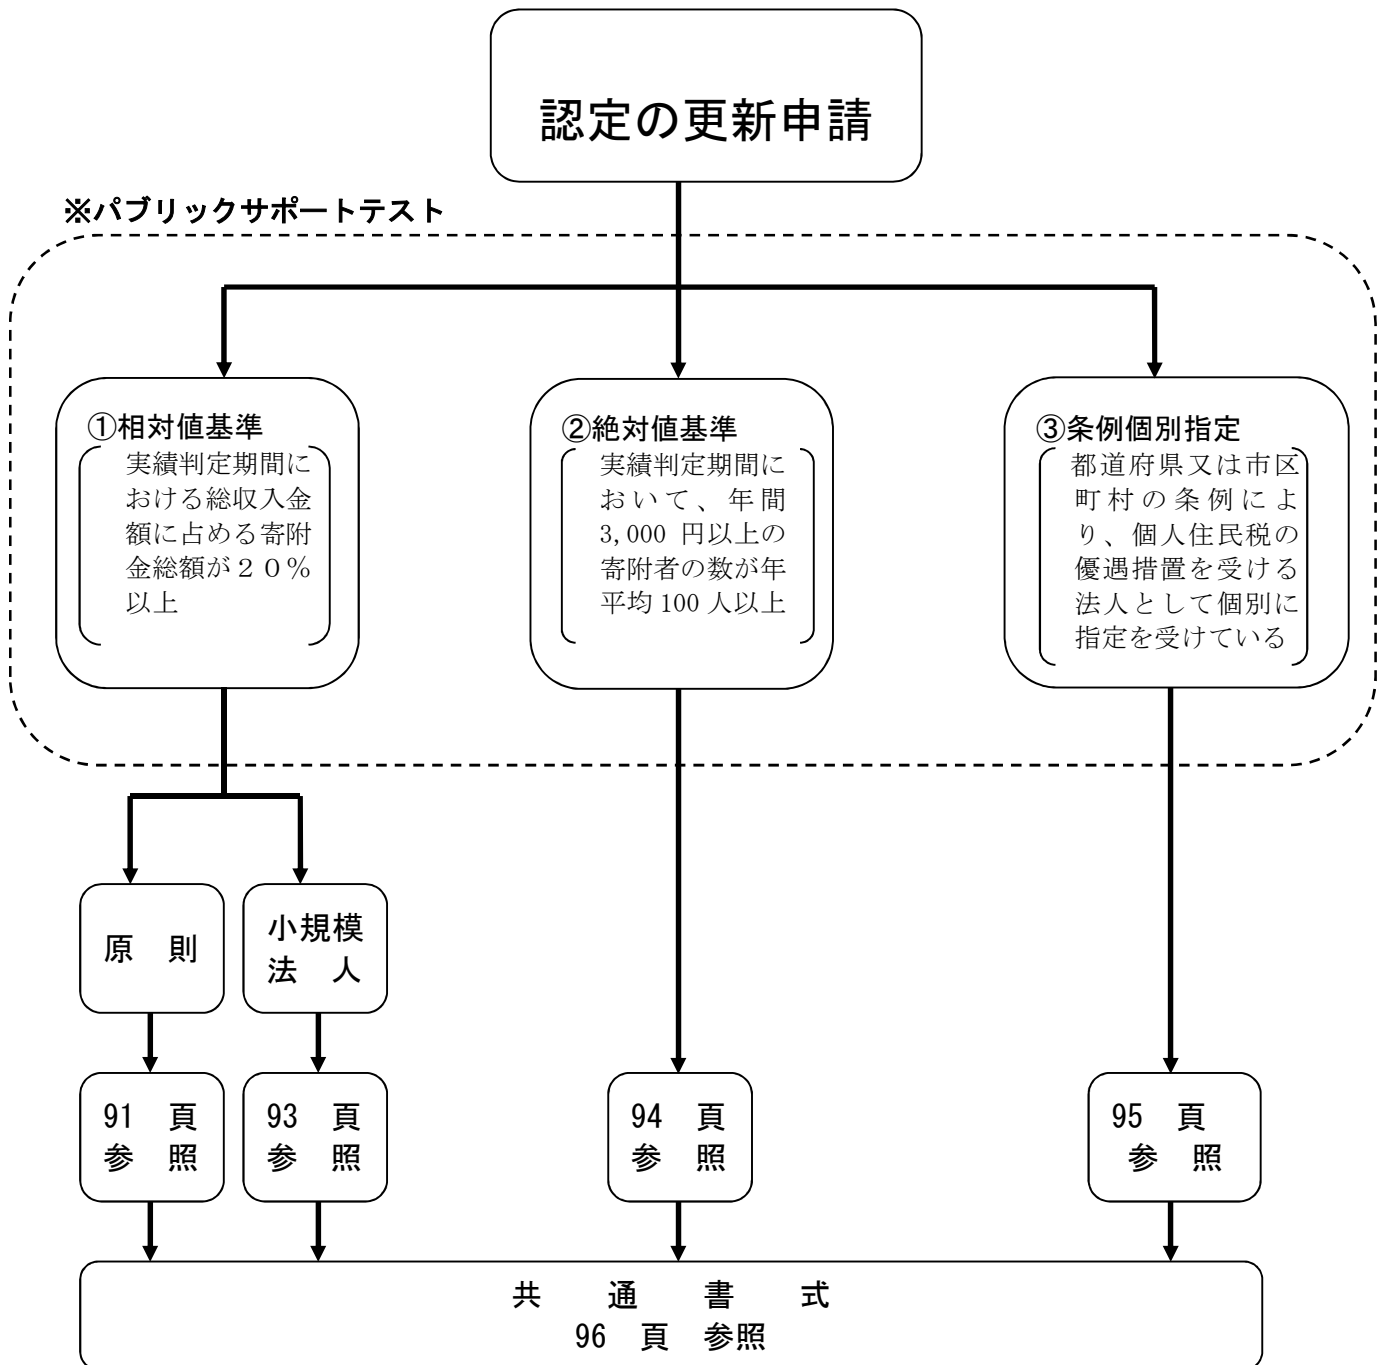 認定の更新申請
※パブリックサポートテスト
①相対値基準
実績判定期間に
おける総収入金
額に占める寄附
金総額が２０％
以上
②絶対値基準
実績判定期間に
おいて、年間
3,000 円以上の
寄附者の数が年
平均 100 人以上
③条例個別指定
都道府県又は市区
町村の条例によ
り、個人住民税の
優遇措置を受ける
法人として個別に
指定を受けている
原　則
小規模
法　人
91　頁
参　照
93　頁
参　照
94　頁
参　照
95　頁
参　照
共　通　書　式
96　頁　参照